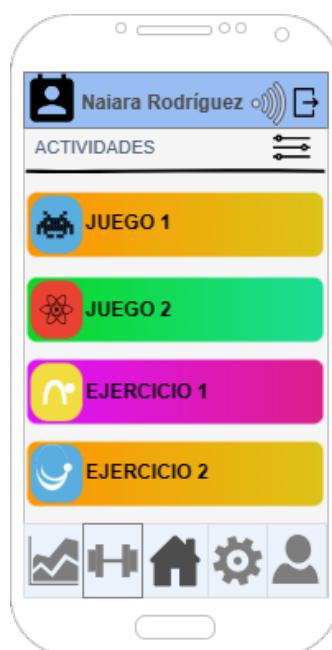 Naiara Rodríguez
ACTIVIDADES
JUEGO 1
JUEGO 2
EJERCICIO 1
EJERCICIO 2